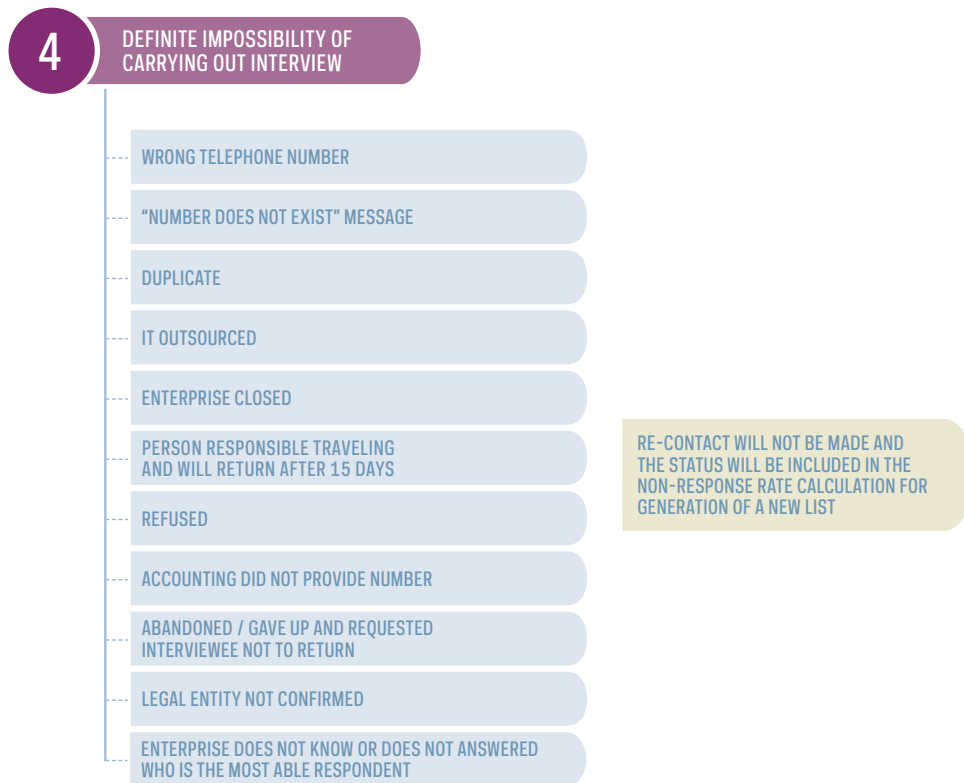 4
DEFINITE IMPOSSIBILITY OF
CARRYING OUT INTERVIEW
WRONG TELEPHONE NUMBER
“NUMBER DOES NOT EXIST” MESSAGE
DUPLICATE
IT OUTSOURCED
ENTERPRISE CLOSED
PERSON RESPONSIBLE TRAVELING
AND WILL RETURN AFTER 15 DAYS
REFUSED
ACCOUNTING DID NOT PROVIDE NUMBER
ABANDONED / GAVE UP AND REQUESTED
INTERVIEWEE NOT TO RETURN
LEGAL ENTITY NOT CONFIRMED
ENTERPRISE DOES NOT KNOW OR DOES NOT ANSWERED
WHO IS THE MOST ABLE RESPONDENT
RE-CONTACT WILL NOT BE MADE AND
THE STATUS WILL BE INCLUDED IN THE
NON-RESPONSE RATE CALCULATION FOR
GENERATION OF A NEW LIST